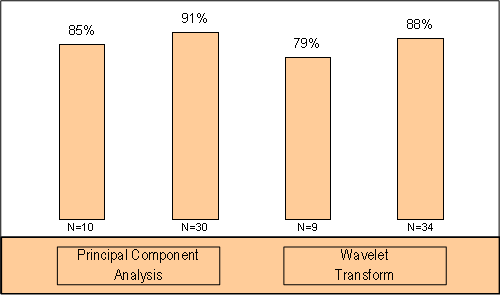 85%
91%
79%
88%
N=10
N=30
N=9
N=34
Principal Component
Analysis
Wavelet
Transform